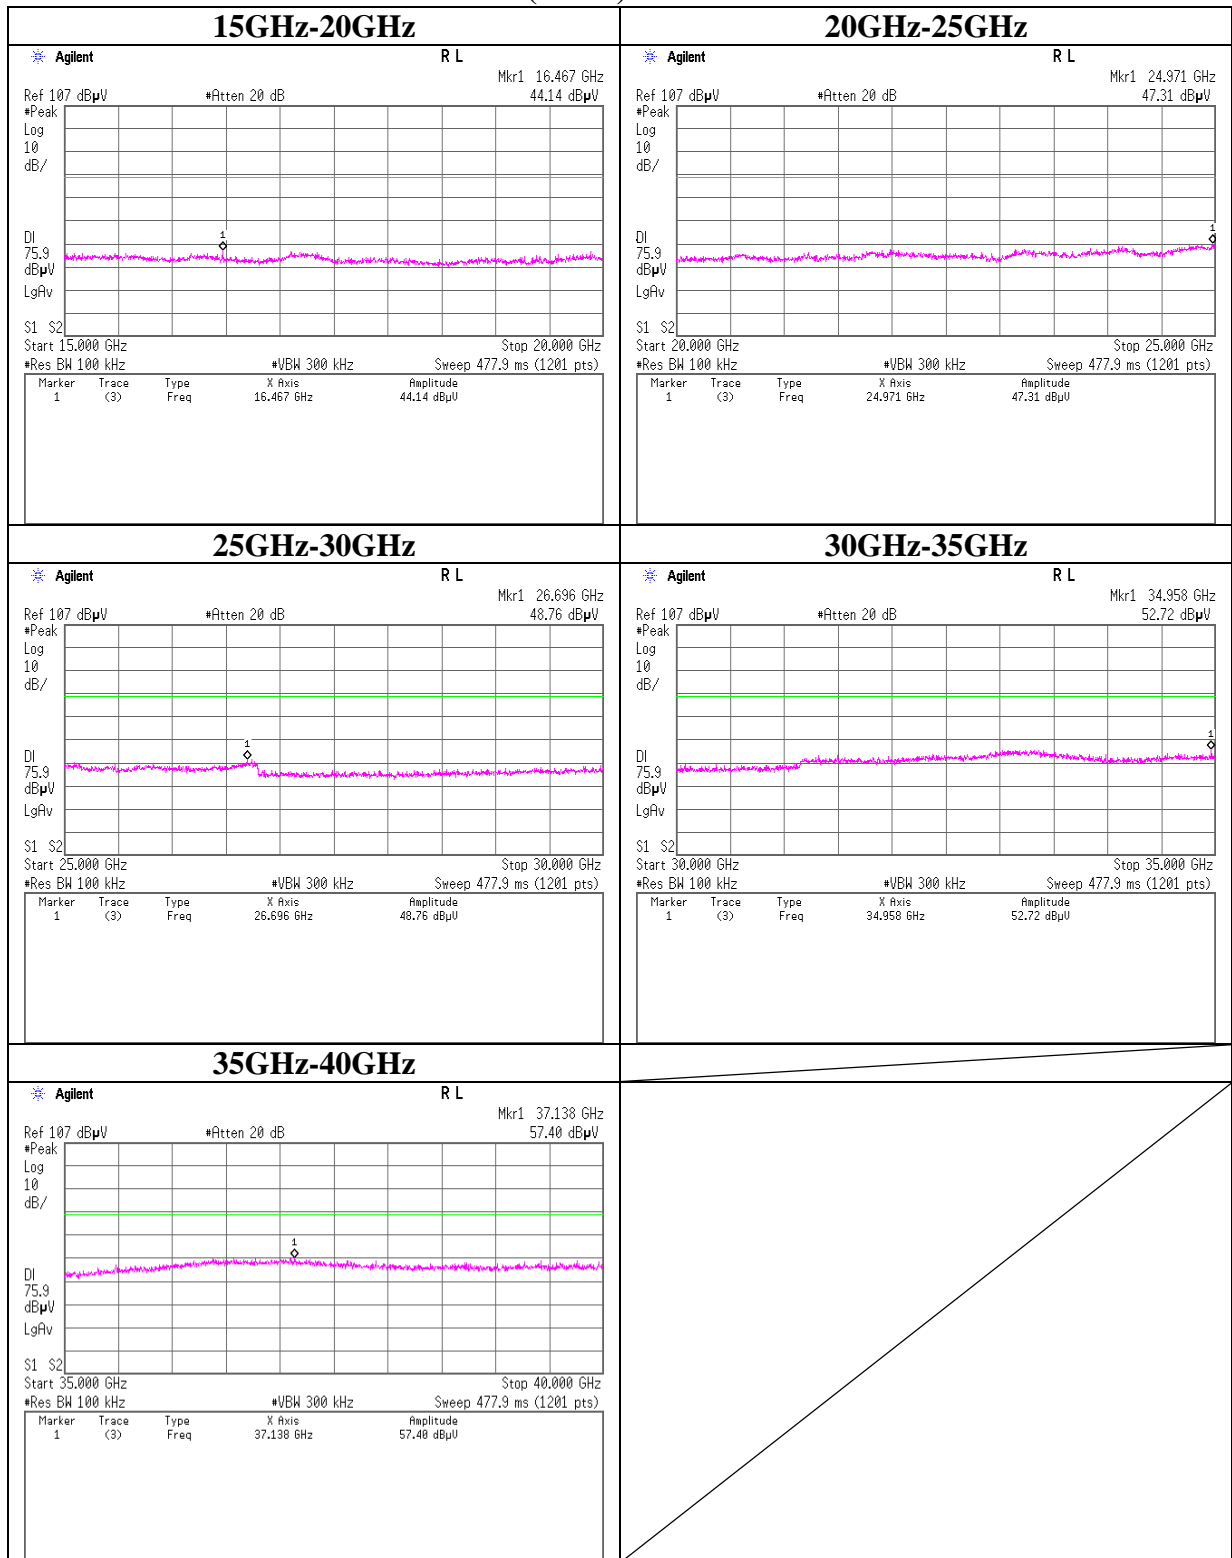 15GHz-20GHz
Agilent R L
Mkr1 16.467 GHz
Ref 107 dBµV #Atten 20 dB 44.14 dBµV
#Peak
Log
10
dB/
1
DI
75.9
dBµV
LgAv
S1 S2
Start 15.000 GHz Stop 20.000 GHz
#Res BW 100 kHz #VBW 300 kHz Sweep 477.9 ms (1201 pts)
Marker Trace Type X Axis Amplitude
1 (3) Freq 16.467 GHz 44.14 dBµV
20GHz-25GHz
Agilent R L
Mkr1 24.971 GHz
Ref 107 dBµV #Atten 20 dB 47.31 dBµV
#Peak
Log
10
dB/
1
DI
75.9
dBµV
LgAv
S1 S2
Start 20.000 GHz Stop 25.000 GHz
#Res BW 100 kHz #VBW 300 kHz Sweep 477.9 ms (1201 pts)
Marker Trace Type X Axis Amplitude
1 (3) Freq 24.971 GHz 47.31 dBµV
25GHz-30GHz
Agilent R L
Mkr1 26.696 GHz
Ref 107 dBµV #Atten 20 dB 48.76 dBµV
#Peak
Log
10
dB/
1
DI
75.9
dBµV
LgAv
S1 S2
Start 25.000 GHz Stop 30.000 GHz
#Res BW 100 kHz #VBW 300 kHz Sweep 477.9 ms (1201 pts)
Marker Trace Type X Axis Amplitude
1 (3) Freq 26.696 GHz 48.76 dBµV
30GHz-35GHz
Agilent R L
Mkr1 34.958 GHz
Ref 107 dBµV #Atten 20 dB 52.72 dBµV
#Peak
Log
10
dB/
1
DI
75.9
dBµV
LgAv
S1 S2
Start 30.000 GHz Stop 35.000 GHz
#Res BW 100 kHz #VBW 300 kHz Sweep 477.9 ms (1201 pts)
Marker Trace Type X Axis Amplitude
1 (3) Freq 34.958 GHz 52.72 dBµV
35GHz-40GHz
Agilent R L
Mkr1 37.138 GHz
Ref 107 dBµV #Atten 20 dB 57.40 dBµV
#Peak
Log
10
dB/
1
DI
75.9
dBµV
LgAv
S1 S2
Start 35.000 GHz Stop 40.000 GHz
#Res BW 100 kHz #VBW 300 kHz Sweep 477.9 ms (1201 pts)
Marker Trace Type X Axis Amplitude
1 (3) Freq 37.138 GHz 57.40 dBµV